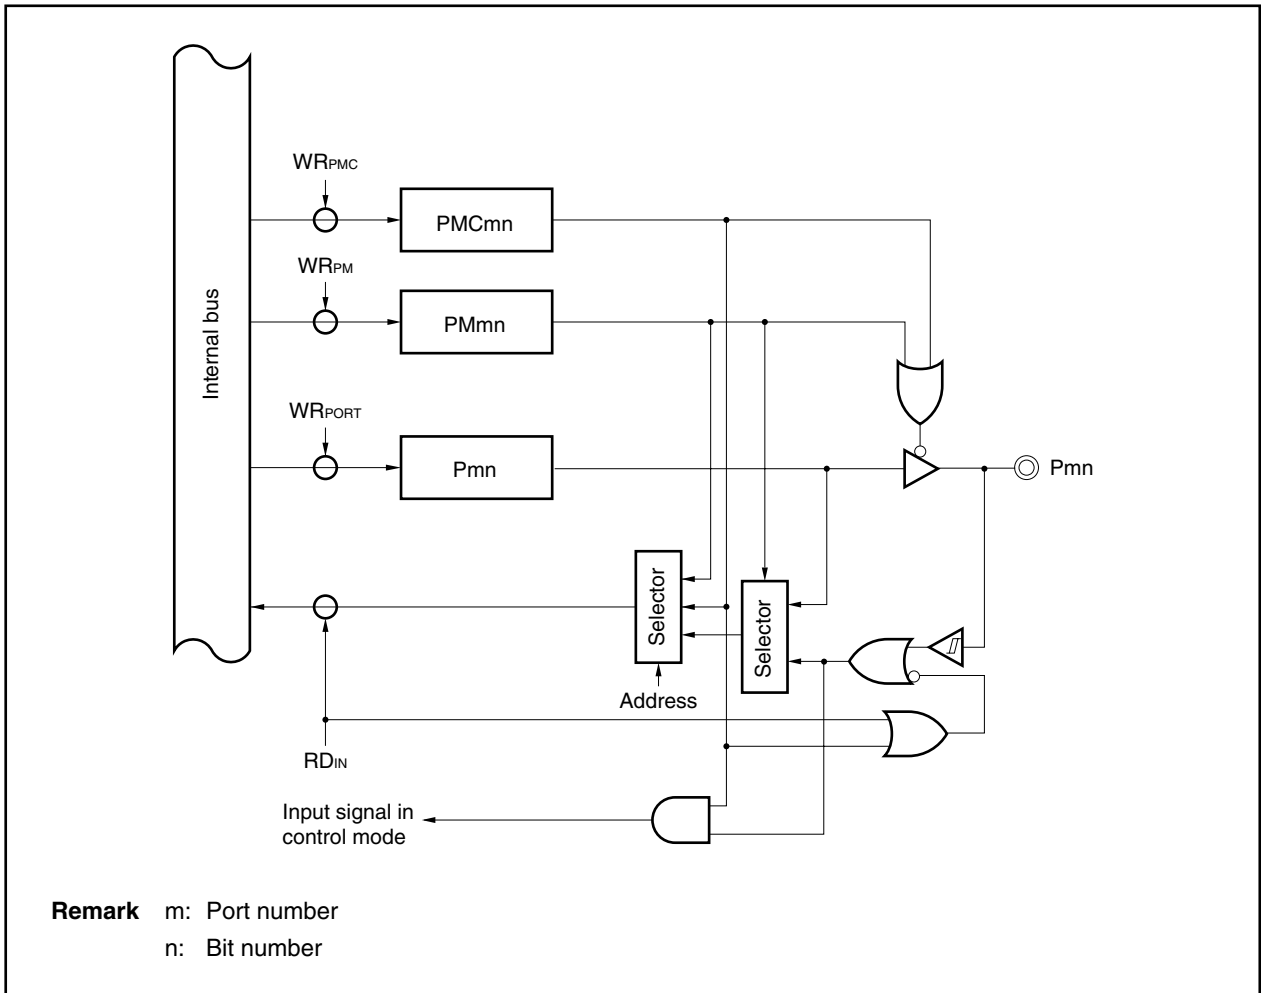 WRPMC
PMCmn
WRPM
PMmn
Internal bus
WRPORT
Pmn
Pmn
Selector
Selector
Address
RDIN
Input signal in
control mode
Remark m: Port number
n: Bit number